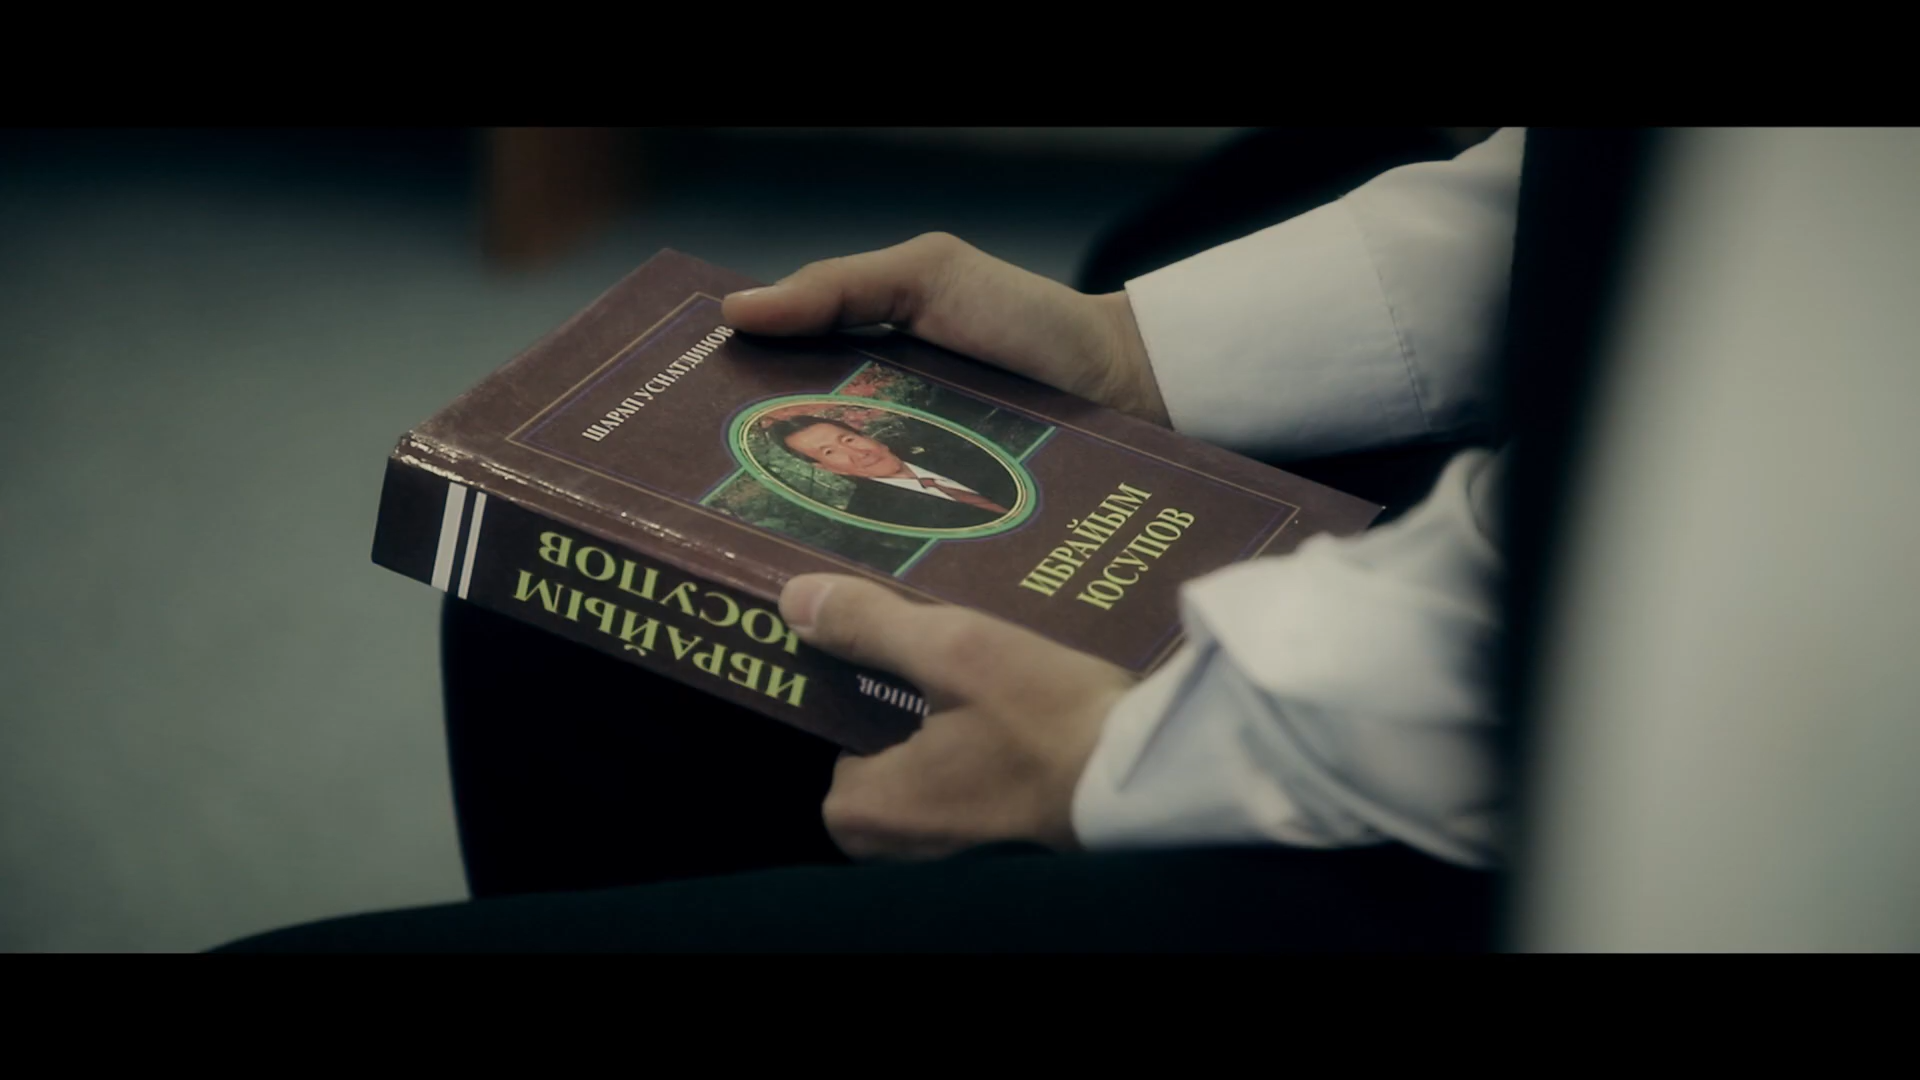 ШАРАП УСНАТДИНОВ
ИБРАЙЫМ
ЮСУПОВ
ИБРАЙЫМ
ЮСУПОВ